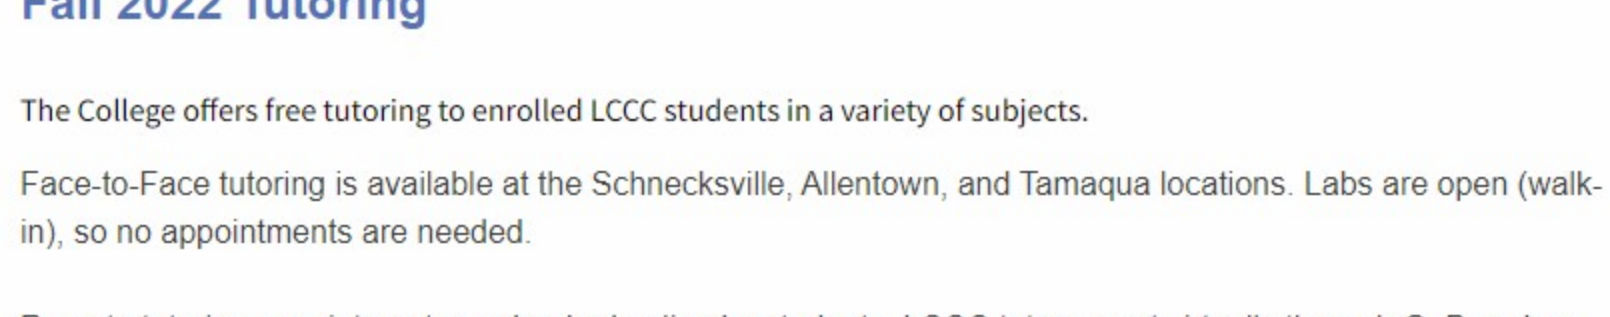 Fall 2022 Tutoring
The College offers free tutoring to enrolled LCCC students in a variety of subjects.
Face-to-Face tutoring is available at the Schnecksville, Allentown, and Tamaqua locations. Labs are open (walk-
in), so no appointments are needed.